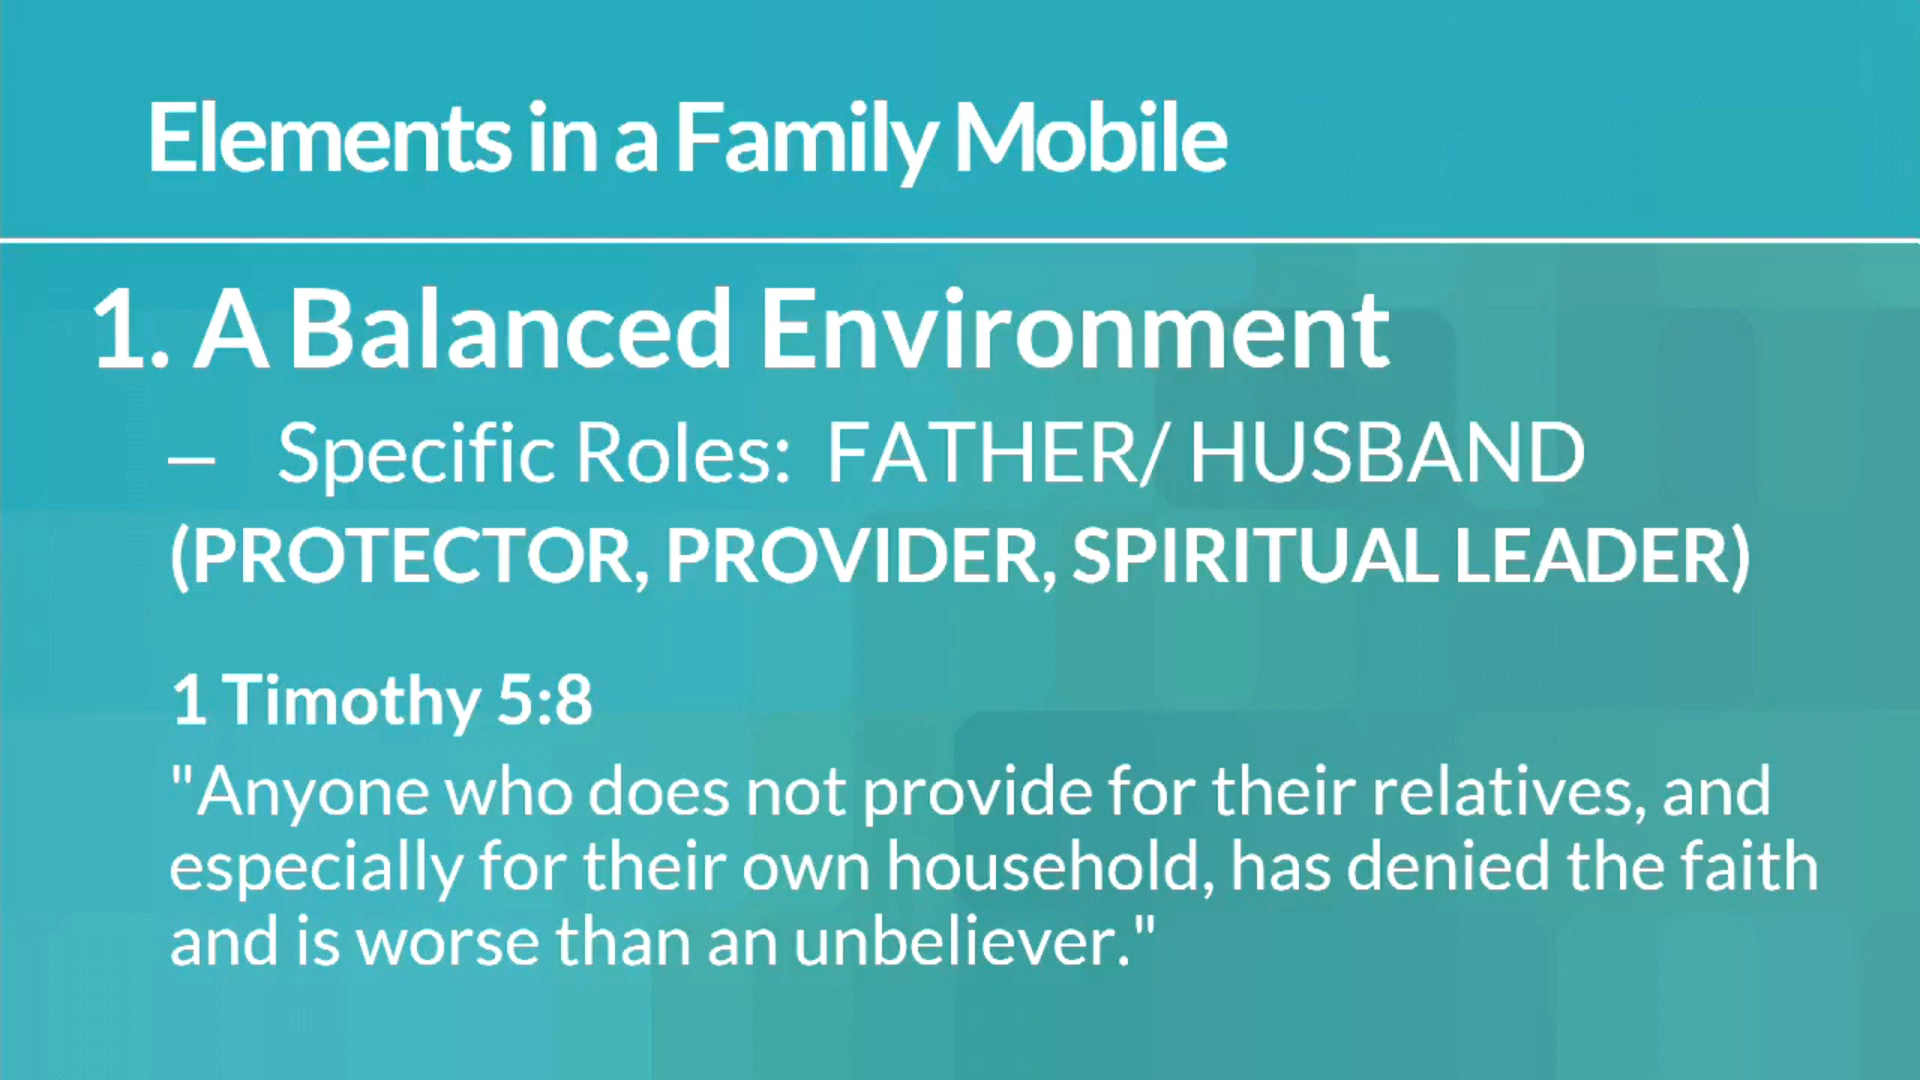 Elements in a Family Mobile
1. A Balanced Environment
– Specific Roles: FATHER/ HUSBAND
(PROTECTOR, PROVIDER, SPIRITUAL LEADER)
1 Timothy 5:8
"Anyone who does not provide for their relatives, and
especially for their own household, has denied the faith
and is worse than an unbeliever."